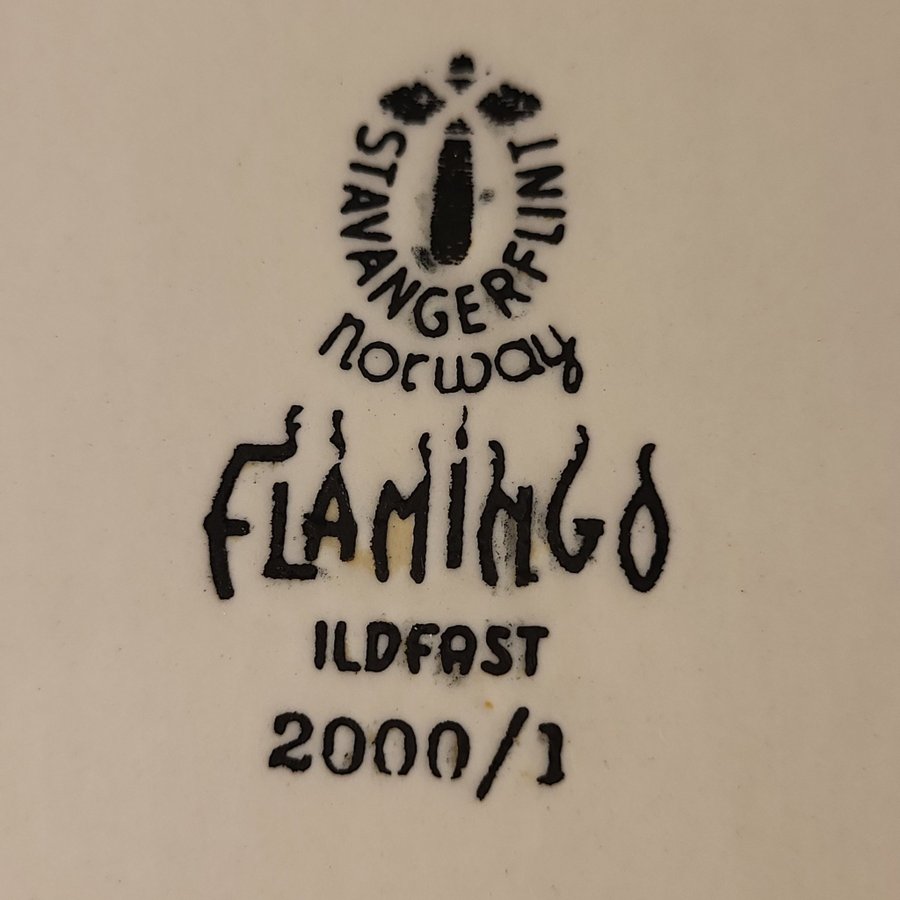 STAVANGERFLINT
norway
FLAMINGO
ILDFAST
2000/1